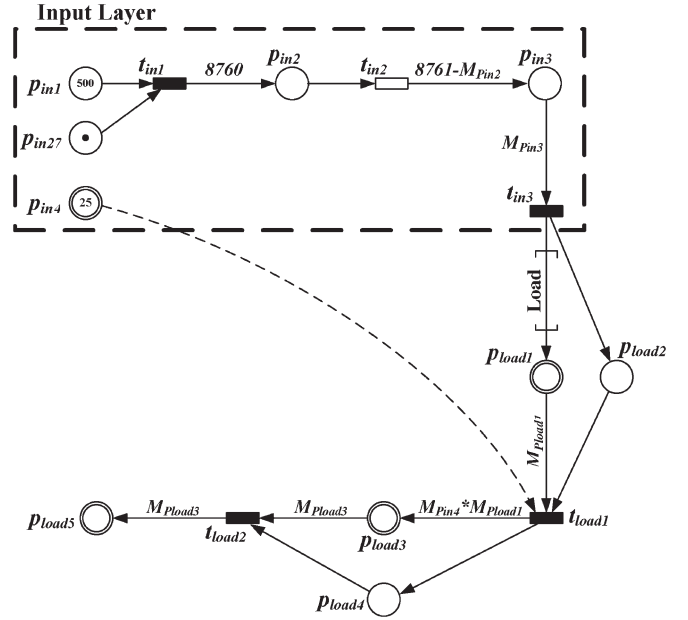 Input Layer
p_in1 500 t_in1 8760 p_in2 t_in2 8761-M_Pin2 p_in3
p_in27
M_Pin3
p_in4 25
t_in3
Load
p_load1 p_load2
M_Pload1
p_load5 M_Pload3 t_load2 M_Pload3 p_load3 M_Pin4*M_Pload1 t_load1
p_load4